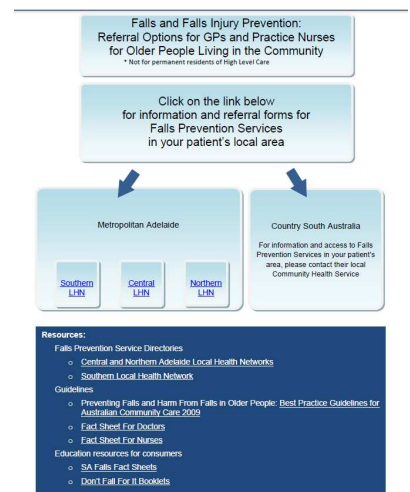 Falls and Falls Injury Prevention:
Referral Options for GPs and Practice Nurses
for Older People Living in the Community
* Not for permanent residents of High Level Care
Click on the link below
for information and referral forms for
Falls Prevention Services
in your patient's local area
Metropolitan Adelaide
Southern
LHN
Central
LHN
Northern
LHN
Country South Australia
For information and access to Falls
Prevention Services in your patient's
area, please contact their local
Community Health Service
Resources:
Falls Prevention Service Directories
o Central and Northern Adelaide Local Health Networks
o Southern Local Health Network
Guidelines
o Preventing Falls and Harm From Falls in Older People: Best Practice Guidelines for
Australian Community Care 2009
o Fact Sheet For Doctors
o Fact Sheet For Nurses
Education resources for consumers
o SA Falls Fact Sheets
o Don't Fall For It Booklets